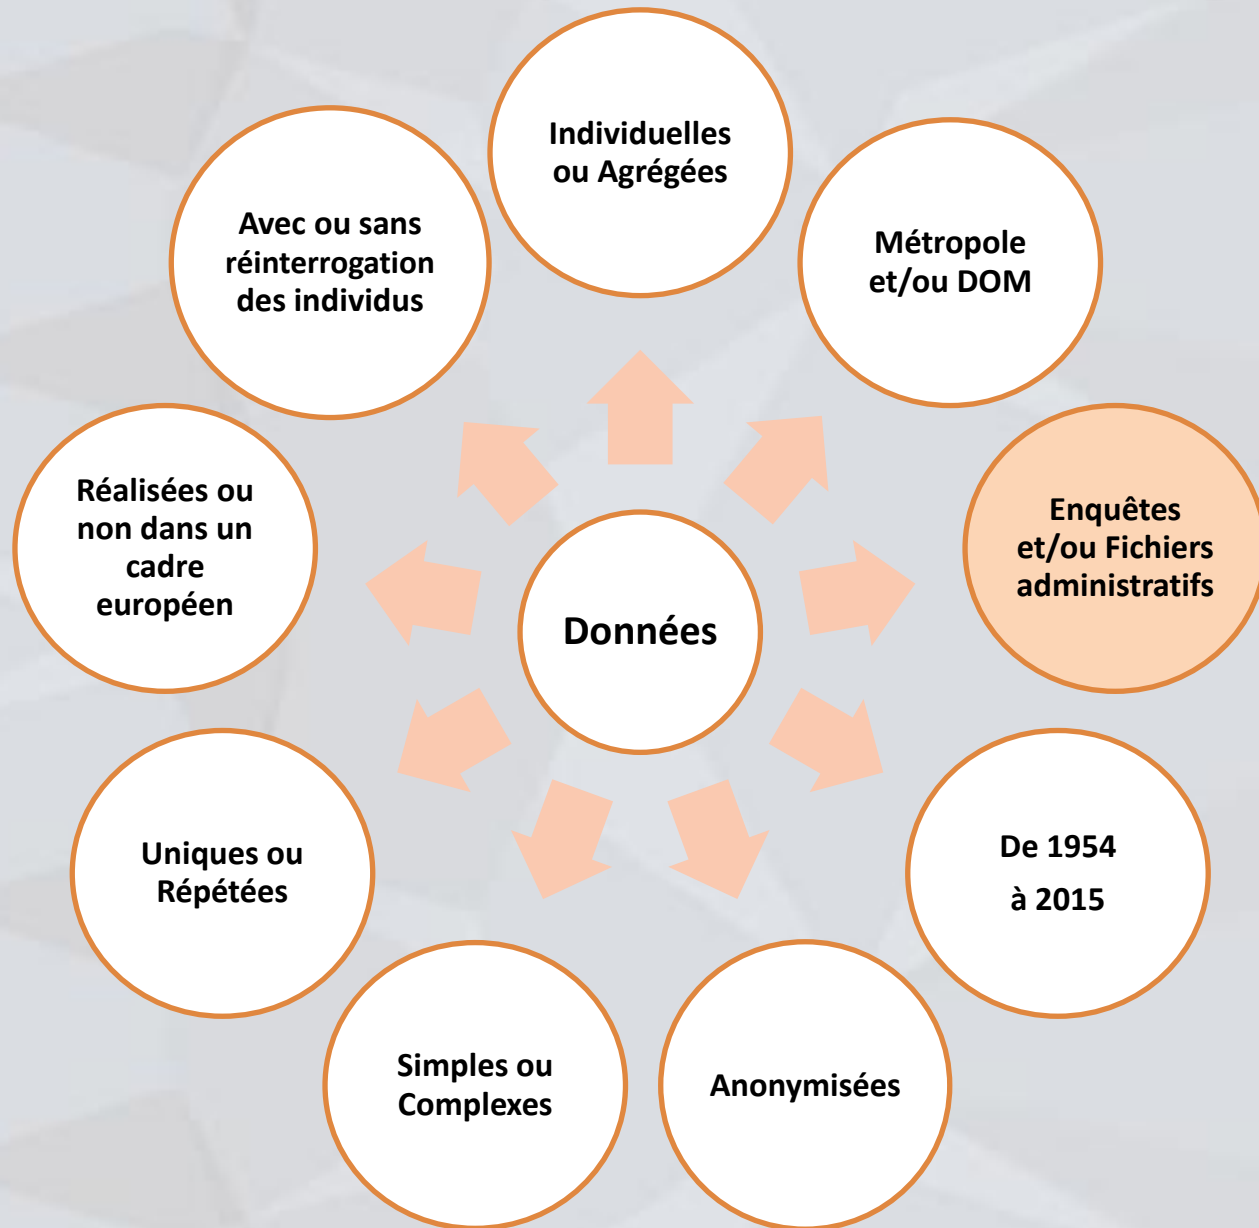 Individuelles
ou Agrégées
Métropole
et/ou DOM
Enquêtes
et/ou Fichiers
administratifs
De 1954
à 2015
Anonymisées
Simples ou
Complexes
Uniques ou
Répétées
Réalisées ou
non dans un
cadre
européen
Avec ou sans
réinterrogation
des individus
Données